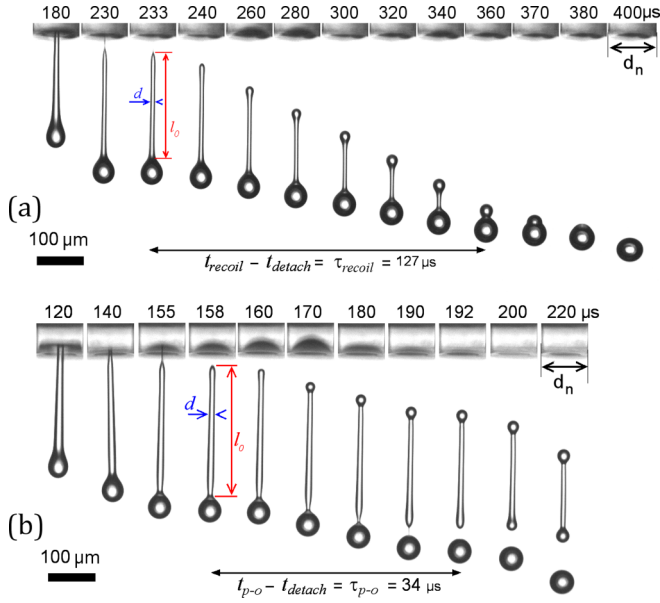 180 230 233 240 260 280 300 320 340 360 370 380 400μs
dn
d
l0
(a)
100 µm
trecoil – tdetach = τrecoil = 127 µs
120 140 155 158 160 170 180 190 192 200 220 µs
dn
d
l0
(b)
100 µm
tp-o – tdetach = τp-o = 34 µs